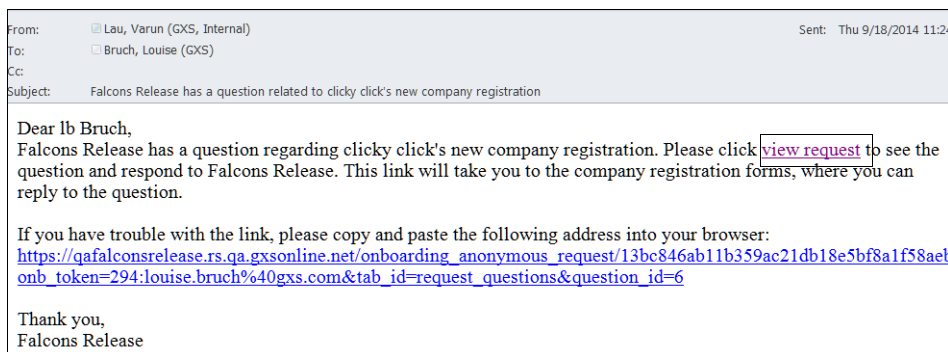 From: Lau, Varun (GXS, Internal) Sent: Thu 9/18/2014 11:24
To: Bruch, Louise (GXS)
Cc:
Subject: Falcons Release has a question related to clicky click's new company registration
Dear lb Bruch,
Falcons Release has a question regarding clicky click's new company registration. Please click view request to see the
question and respond to Falcons Release. This link will take you to the company registration forms, where you can
reply to the question.
If you have trouble with the link, please copy and paste the following address into your browser:
https://qafalconsrelease.rs.qa.gxsonline.net/onboarding_anonymous_request/13bc846ab11b359ac21db18e5bf8a1f58aeb
onb_token=294:louise.bruch%40gxs.com&tab_id=request_questions&question_id=6
Thank you,
Falcons Release